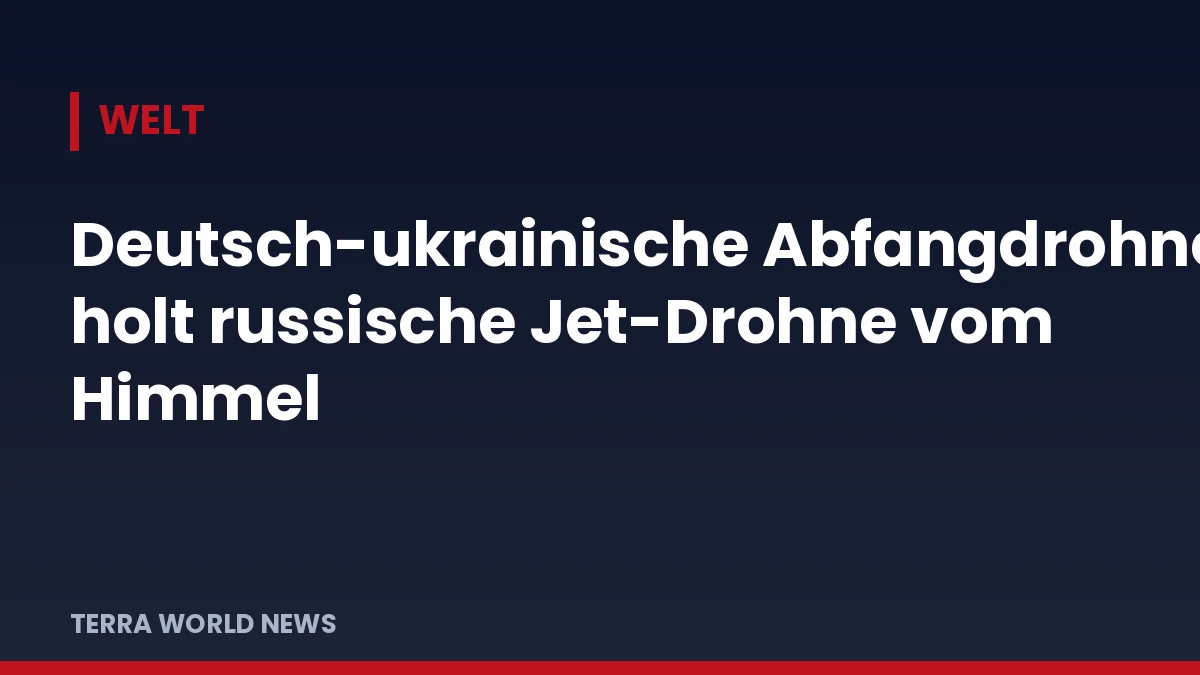 WELT
Deutsch-ukrainische Abfangdrohne
holt russische Jet-Drohne vom
Himmel
TERRA WORLD NEWS